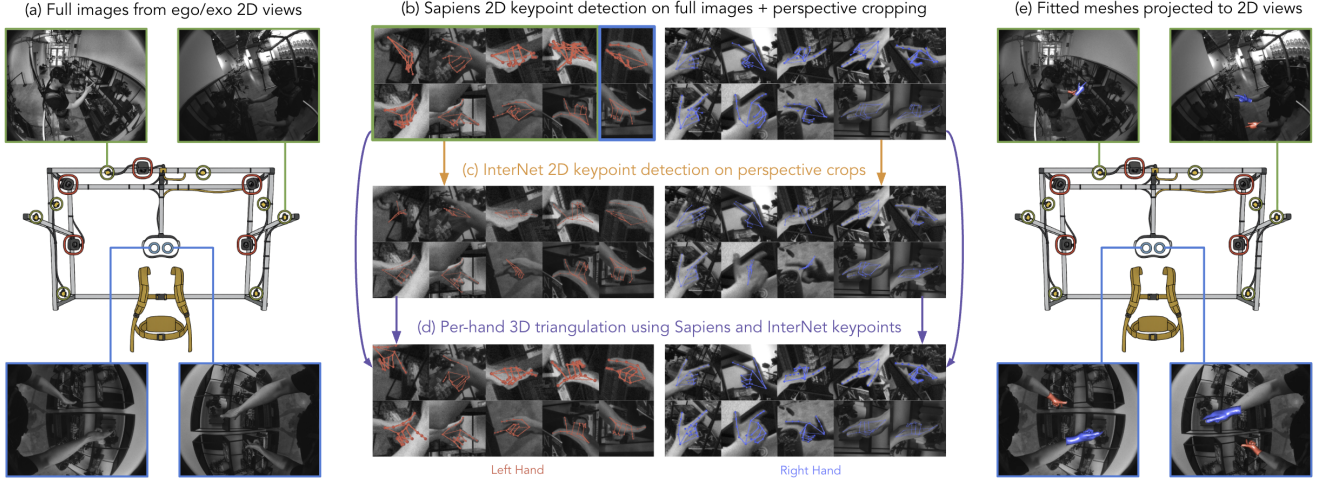 (a) Full images from ego/exo 2D views
(b) Sapiens 2D keypoint detection on full images + perspective cropping
(e) Fitted meshes projected to 2D views
(c) InterNet 2D keypoint detection on perspective crops
(d) Per-hand 3D triangulation using Sapiens and InterNet keypoints
Left Hand
Right Hand